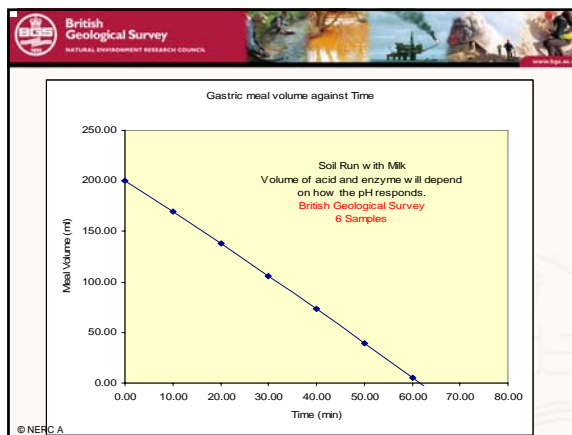 BGS
British
Geological Survey
NATURAL ENVIRONMENT RESEARCH COUNCIL
www.bgs.ac.
Gastric meal volume against Time
250.00
200.00
150.00
100.00
50.00
0.00
Meal Volume (ml)
Soil Run with Milk
Volume of acid and enzyme will depend
on how the pH responds.
British Geological Survey
6 Samples
0.00 10.00 20.00 30.00 40.00 50.00 60.00 70.00 80.00
Time (min)
© NERC A